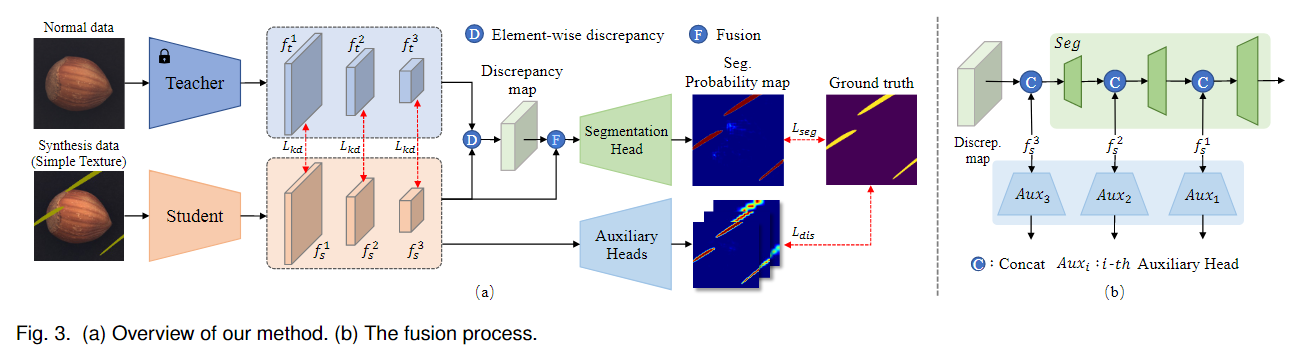 Normal data
Teacher
f_t^1
f_t^2
f_t^3
D Element-wise discrepancy
F Fusion
Synthesis data
(Simple Texture)
L_kd
L_kd
L_kd
Student
f_s^1
f_s^2
f_s^3
Discrepancy
map
D
F
Segmentation
Head
Auxiliary
Heads
Seg.
Probability map
Ground truth
L_seg
L_dis
(a)
Seg
C
C
C
Discrep.
map
f_s^3
f_s^2
f_s^1
Aux_3
Aux_2
Aux_1
C : Concat Aux_i : i-th Auxiliary Head
(b)
Fig. 3. (a) Overview of our method. (b) The fusion process.